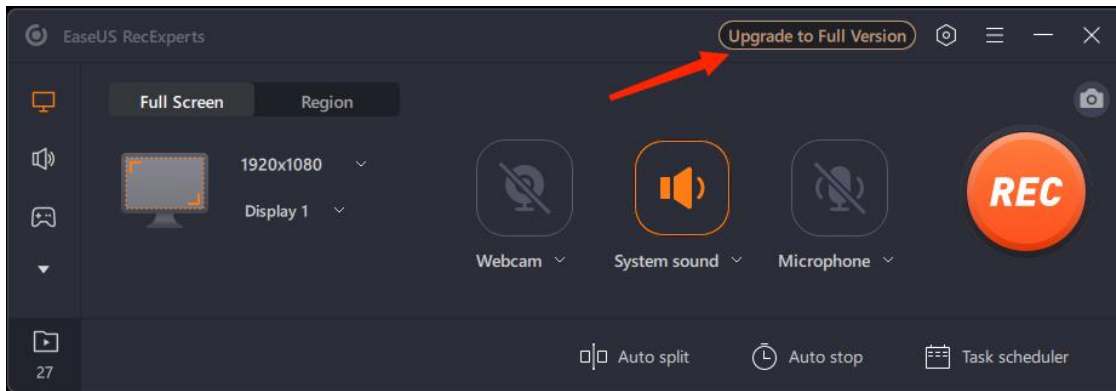 EaseUS RecExperts
Upgrade to Full Version
Full Screen
Region
1920x1080
Display 1
Webcam
System sound
Microphone
REC
27
Auto split
Auto stop
Task scheduler